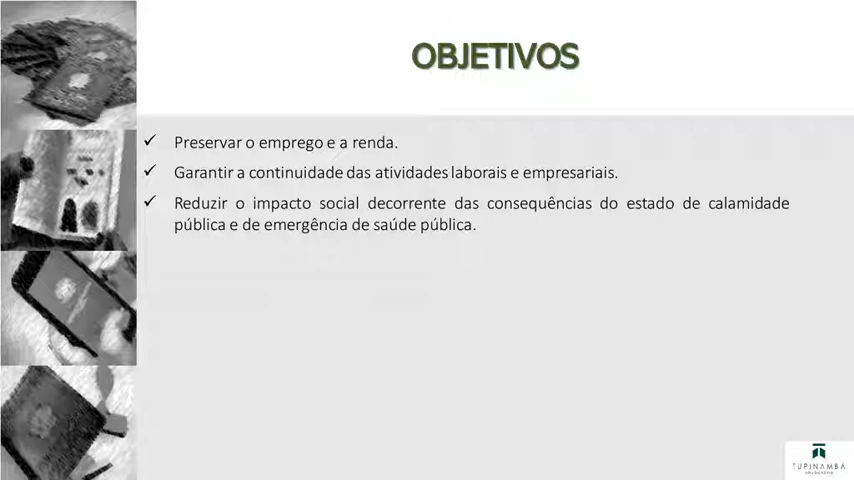 OBJETIVOS
✓ Preservar o emprego e a renda.
✓ Garantir a continuidade das atividades laborais e empresariais.
✓ Reduzir o impacto social decorrente das consequências do estado de calamidade
pública e de emergência de saúde pública.
TUPINAMBÁ